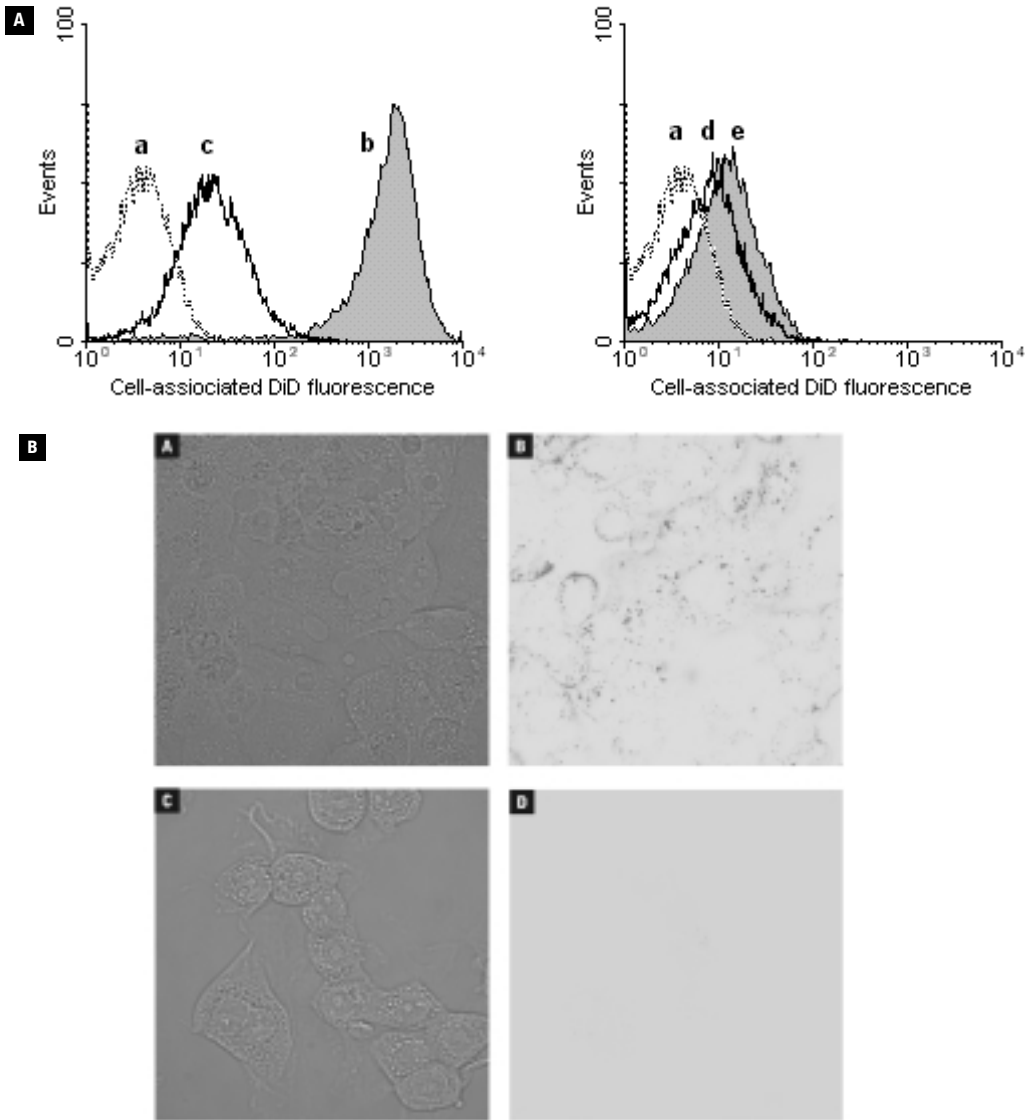 A
100
Events
0
a
c
b
10^0 10^1 10^2 10^3 10^4
Cell-assiociated DiD fluorescence
100
Events
0
a d e
10^0 10^1 10^2 10^3 10^4
Cell-associated DiD fluorescence
B
A
B
C
D